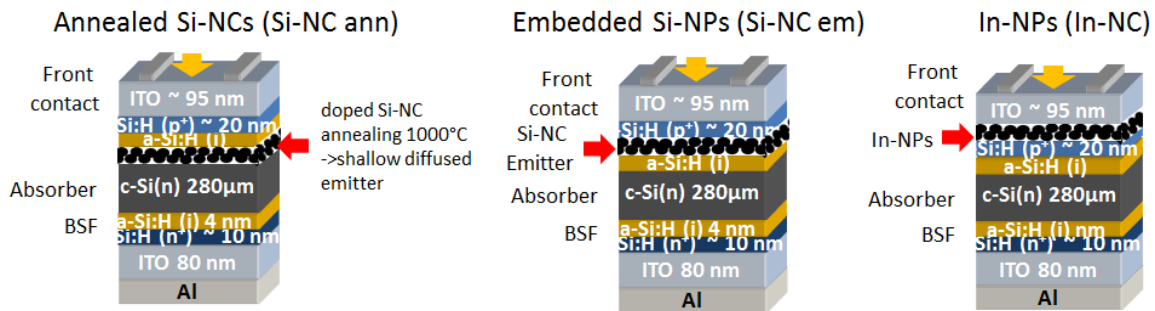 Annealed Si-NCs (Si-NC ann)
Front
contact
ITO ~ 95 nm
Si:H (p⁺) ~ 20 nm
a-Si:H (i)
doped Si-NC
annealing 1000°C
->shallow diffused
emitter
Absorber
c-Si(n) 280µm
BSF
a-Si:H (i) 4 nm
Si:H (n⁺) ~ 10 nm
ITO 80 nm
Al
Embedded Si-NPs (Si-NC em)
Front
contact
ITO ~ 95 nm
Si:H (p⁺) ~ 20
Si-NC
Emitter
a-Si:H (i)
Absorber
c-Si(n) 280µm
BSF
a-Si:H (i) 4 nm
Si:H (n⁺) ~ 10
ITO 80 nm
Al
In-NPs (In-NC)
Front
contact
ITO ~ 95 nm
In-NPs
Si:H (p⁺) ~ 20
a-Si:H (i)
Absorber
c-Si(n) 280µm
BSF
a-Si:H (i) nm
Si:H (n⁺) ~ 10
ITO 80 nm
Al